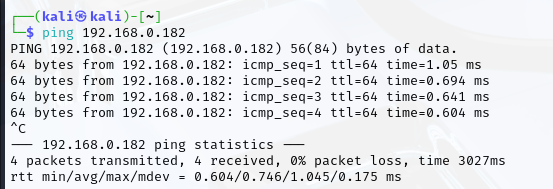 ┌──(kali㉿kali)-[~]
└─$ ping 192.168.0.182
PING 192.168.0.182 (192.168.0.182) 56(84) bytes of data.
64 bytes from 192.168.0.182: icmp_seq=1 ttl=64 time=1.05 ms
64 bytes from 192.168.0.182: icmp_seq=2 ttl=64 time=0.694 ms
64 bytes from 192.168.0.182: icmp_seq=3 ttl=64 time=0.641 ms
64 bytes from 192.168.0.182: icmp_seq=4 ttl=64 time=0.604 ms
^C
--- 192.168.0.182 ping statistics ---
4 packets transmitted, 4 received, 0% packet loss, time 3027ms
rtt min/avg/max/mdev = 0.604/0.746/1.045/0.175 ms